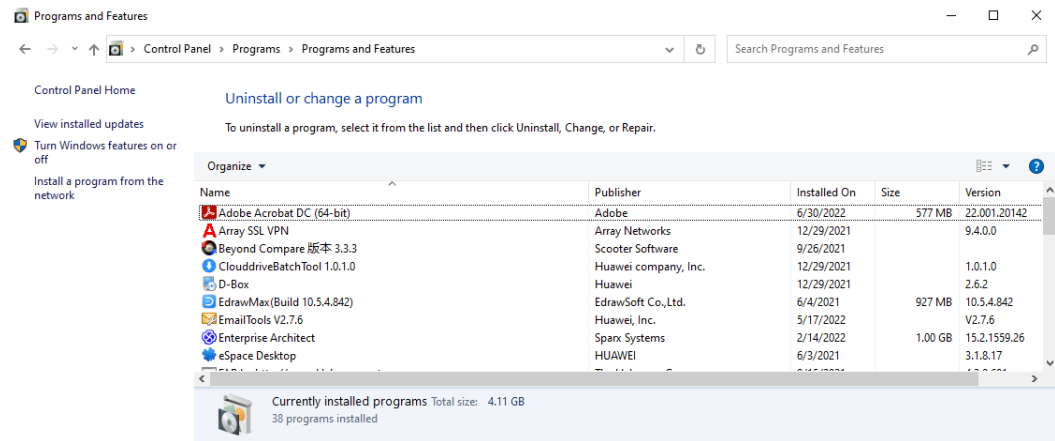 Programs and Features
Control Panel > Programs > Programs and Features
Search Programs and Features
Control Panel Home
View installed updates
Turn Windows features on or
off
Install a program from the
network
Uninstall or change a program
To uninstall a program, select it from the list and then click Uninstall, Change, or Repair.
Organize
Name Publisher Installed On Size Version
Adobe Acrobat DC (64-bit) Adobe 6/30/2022 577 MB 22.001.20142
Array SSL VPN Array Networks 12/29/2021 9.4.0.0
Beyond Compare 版本 3.3.3 Scooter Software 9/26/2021
ClouddriveBatchTool 1.0.1.0 Huawei company, Inc. 12/29/2021 1.0.1.0
D-Box Huawei 12/29/2021 2.6.2
EdrawMax(Build 10.5.4.842) EdrawSoft Co.,Ltd. 6/4/2021 927 MB 10.5.4.842
EmailTools V2.7.6 Huawei, Inc. 5/17/2022 V2.7.6
Enterprise Architect Sparx Systems 2/14/2022 1.00 GB 15.2.1559.26
eSpace Desktop HUAWEI 6/3/2021 3.1.8.17
Currently installed programs Total size: 4.11 GB
38 programs installed